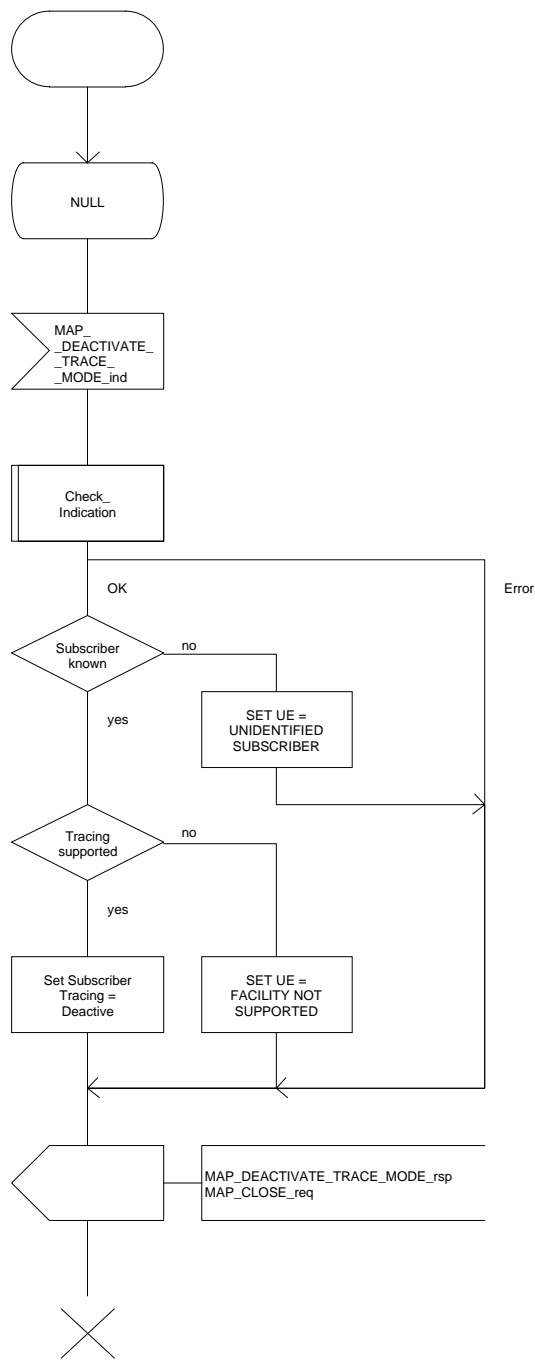 NULL
MAP_
_DEACTIVATE_
_TRACE_
_MODE_ind
Check_
Indication
OK
Error
Subscriber
known
no
yes
SET UE =
UNIDENTIFIED
SUBSCRIBER
Tracing
supported
no
yes
Set Subscriber
Tracing =
Deactive
SET UE =
FACILITY NOT
SUPPORTED
MAP_DEACTIVATE_TRACE_MODE_rsp
MAP_CLOSE_req